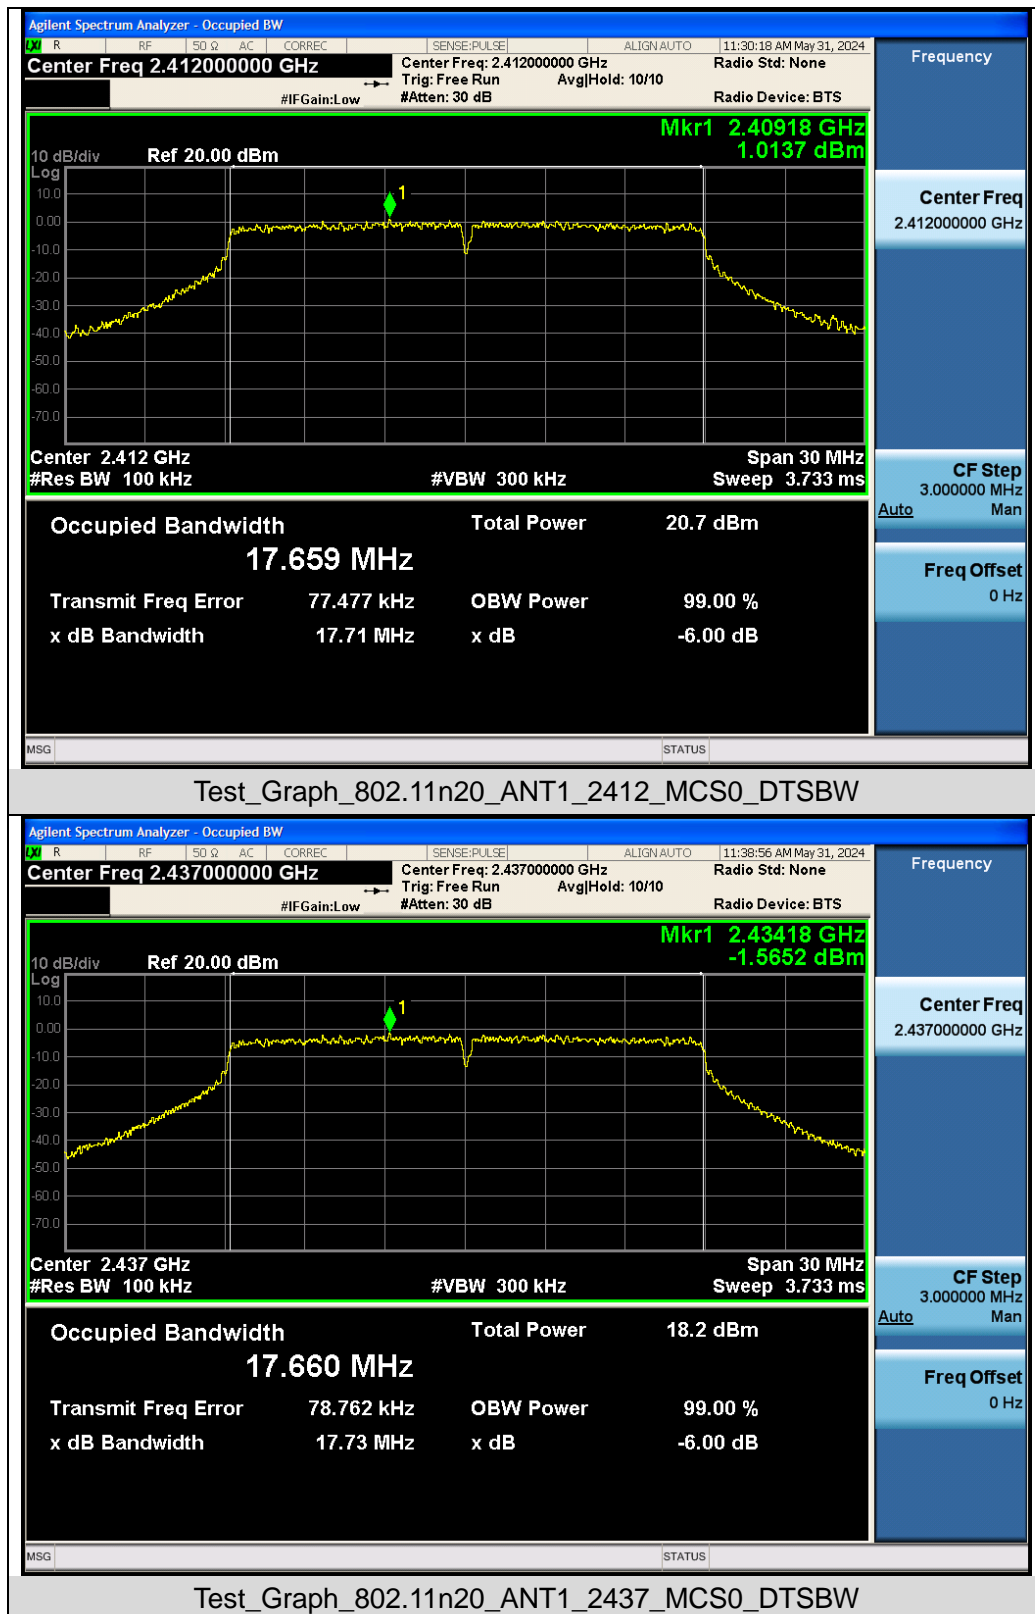 Agilent Spectrum Analyzer - Occupied BW
LXI R RF 50 Ω AC CORREC SENSE:PULSE ALIGN AUTO 11:30:18 AM May 31, 2024
Center Freq 2.412000000 GHz Center Freq: 2.412000000 GHz Radio Std: None
Trig: Free Run Avg|Hold: 10/10
#IFGain:Low #Atten: 30 dB Radio Device: BTS
Frequency
Mkr1 2.40918 GHz
1.0137 dBm
10 dB/div Ref 20.00 dBm
Log
10.0
0.00
-10.0
-20.0
-30.0
-40.0
-50.0
-60.0
-70.0
1
Center 2.412 GHz Span 30 MHz
#Res BW 100 kHz #VBW 300 kHz Sweep 3.733 ms
Center Freq
2.412000000 GHz
CF Step
3.000000 MHz
Auto Man
Freq Offset
0 Hz
Occupied Bandwidth Total Power 20.7 dBm
17.659 MHz
Transmit Freq Error 77.477 kHz OBW Power 99.00 %
x dB Bandwidth 17.71 MHz x dB -6.00 dB
MSG STATUS
Test_Graph_802.11n20_ANT1_2412_MCS0_DTSBW
Agilent Spectrum Analyzer - Occupied BW
LXI R RF 50 Ω AC CORREC SENSE:PULSE ALIGN AUTO 11:38:56 AM May 31, 2024
Center Freq 2.437000000 GHz Center Freq: 2.437000000 GHz Radio Std: None
Trig: Free Run Avg|Hold: 10/10
#IFGain:Low #Atten: 30 dB Radio Device: BTS
Frequency
Mkr1 2.43418 GHz
-1.5652 dBm
10 dB/div Ref 20.00 dBm
Log
10.0
0.00
-10.0
-20.0
-30.0
-40.0
-50.0
-60.0
-70.0
1
Center 2.437 GHz Span 30 MHz
#Res BW 100 kHz #VBW 300 kHz Sweep 3.733 ms
Center Freq
2.437000000 GHz
CF Step
3.000000 MHz
Auto Man
Freq Offset
0 Hz
Occupied Bandwidth Total Power 18.2 dBm
17.660 MHz
Transmit Freq Error 78.762 kHz OBW Power 99.00 %
x dB Bandwidth 17.73 MHz x dB -6.00 dB
MSG STATUS
Test_Graph_802.11n20_ANT1_2437_MCS0_DTSBW